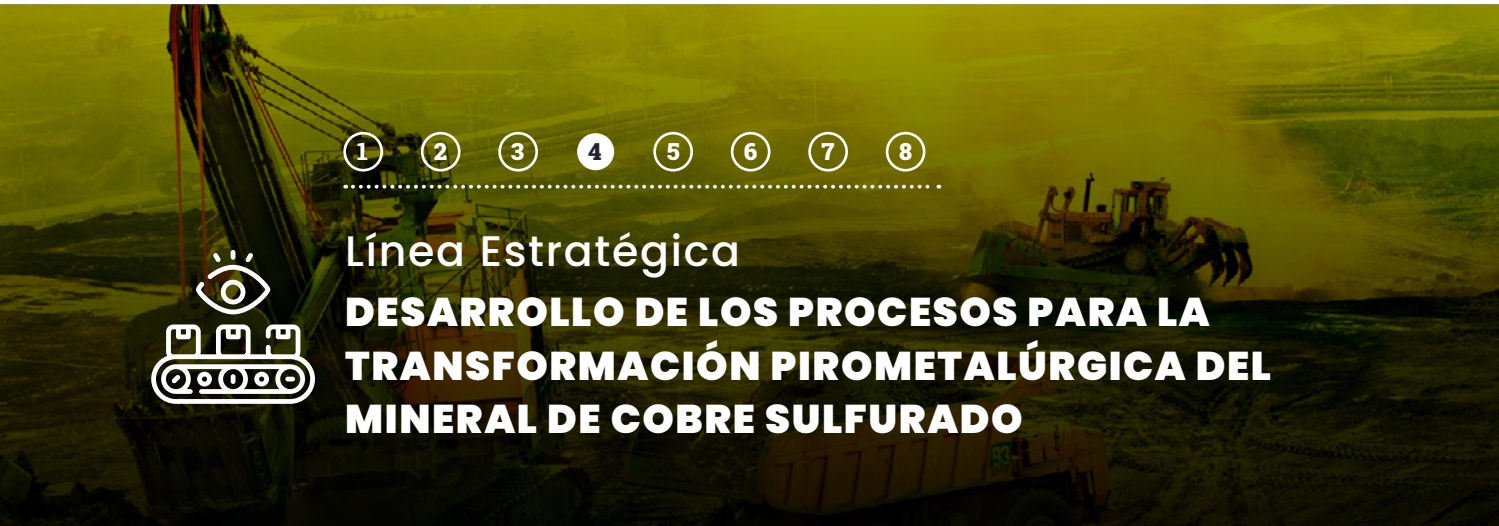 1 2 3 4 5 6 7 8
Línea Estratégica
DESARROLLO DE LOS PROCESOS PARA LA
TRANSFORMACIÓN PIROMETALÚRGICA DEL
MINERAL DE COBRE SULFURADO
93